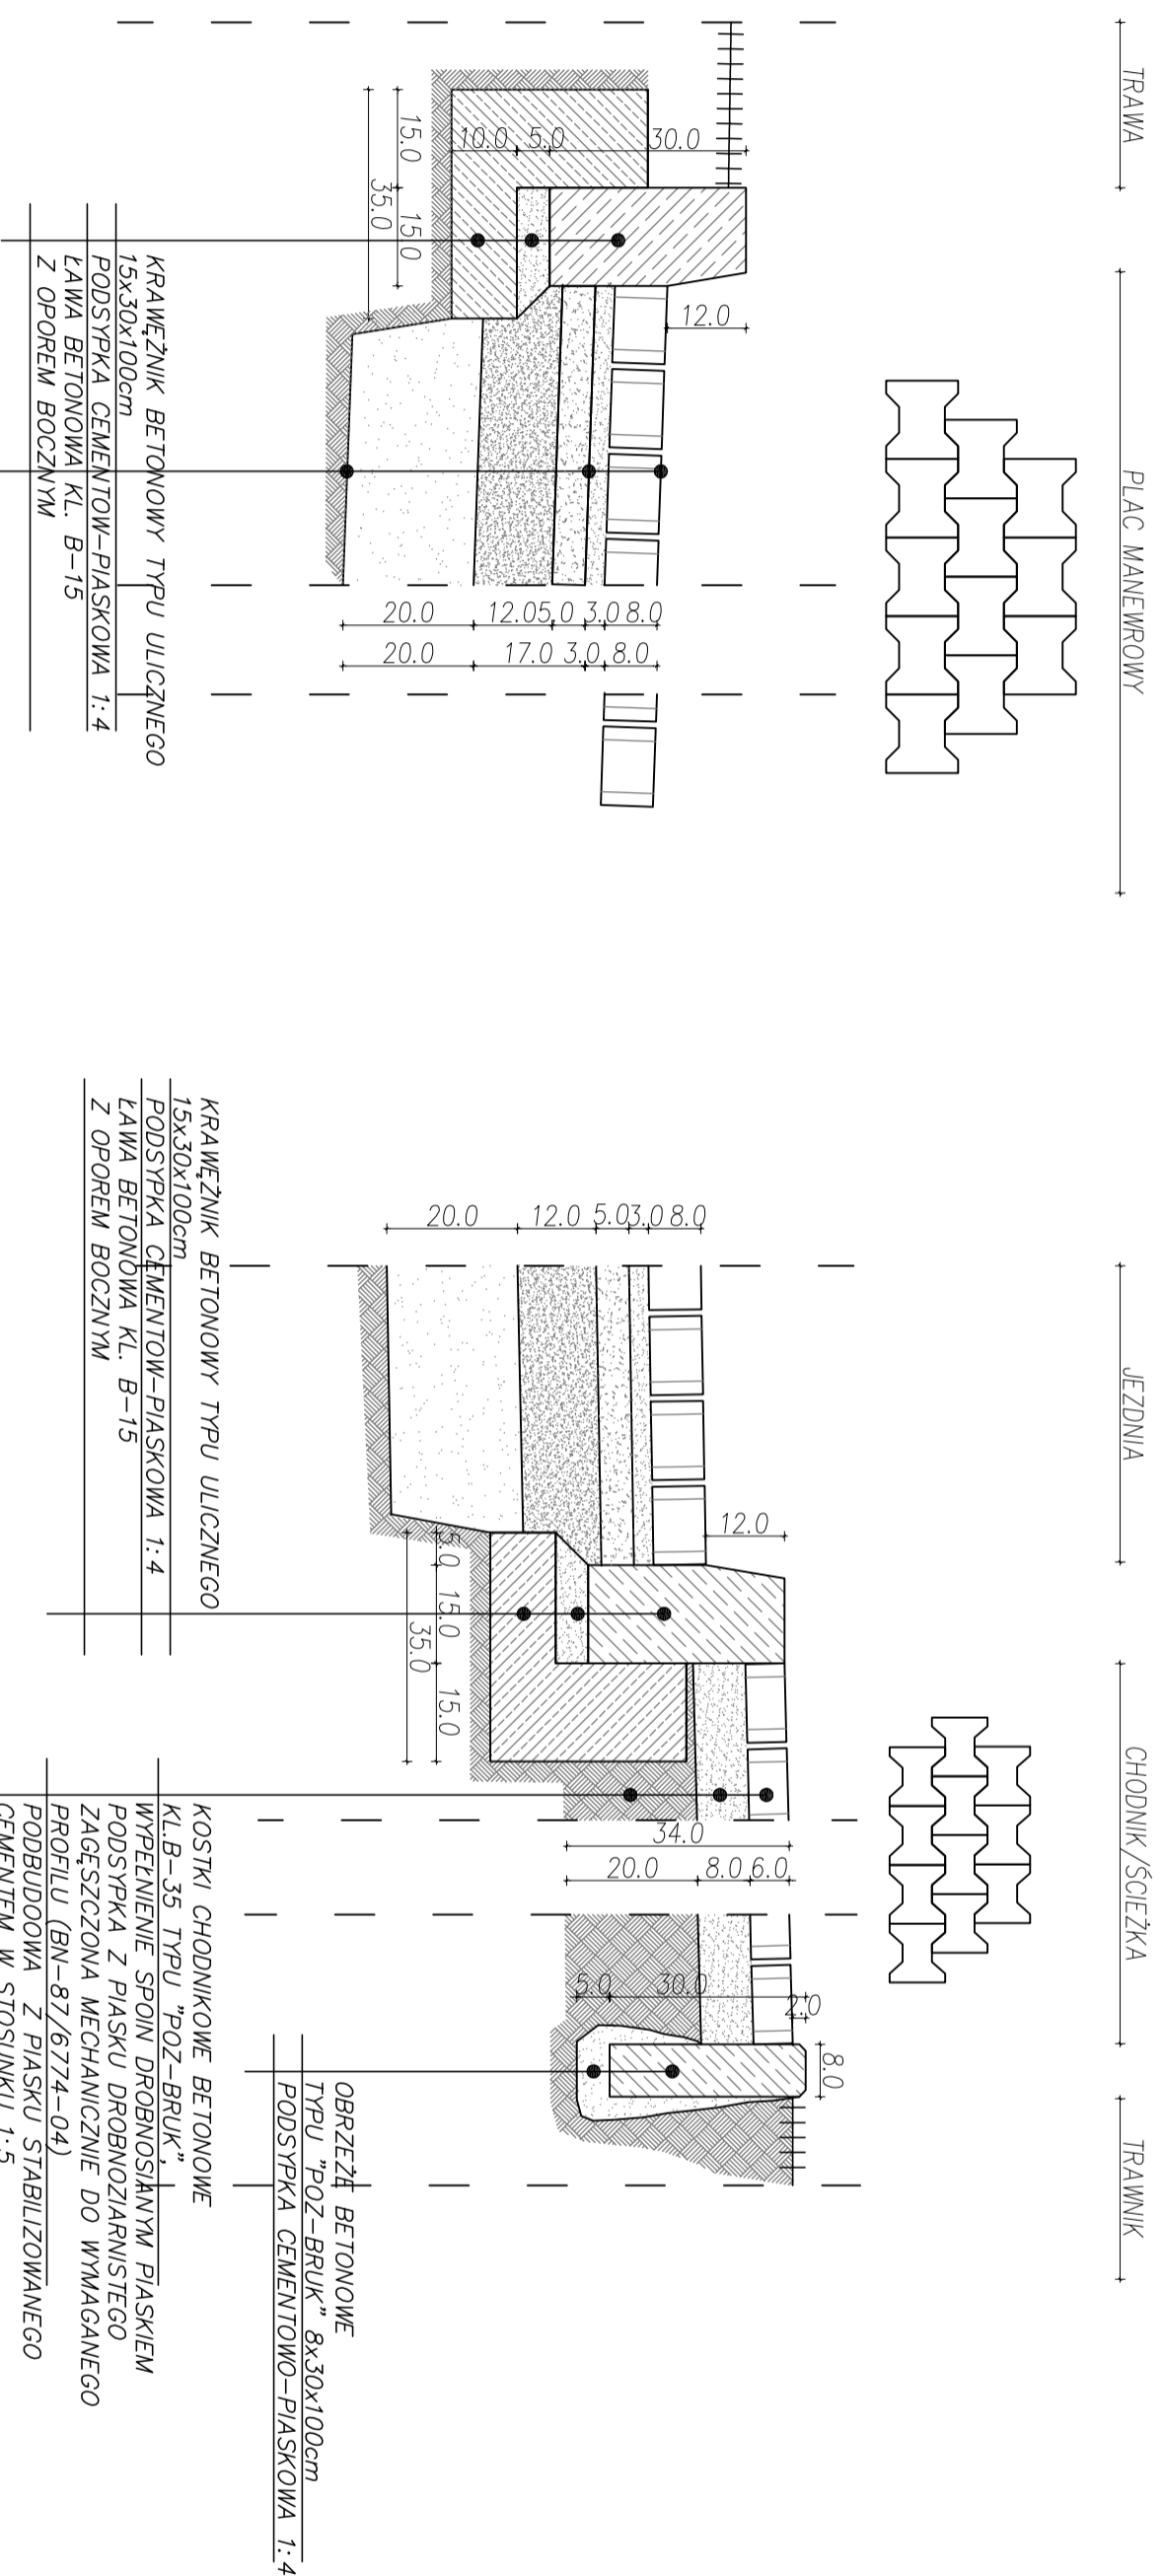 TRAWA
PLAC MANEWROWY
JEZDNIA
CHODNIK/ŚCIEŻKA
TRAWNIK
30.0
5.0
10.0
15.0
15.0
35.0
12.0
20.0
12.0
5.0
3.0
8.0
20.0
17.0
3.0
8.0
KRAWĘŻNIK BETONOWY TYPU ULICZNEGO
15x30x100cm
PODSYPKA CEMENTOW-PIASKOWA 1:4
ŁAWA BETONOWA KL. B-15
Z OPOREM BOCZNYM
20.0
12.0
5.0
3.0
8.0
12.0
5.0
15.0
15.0
35.0
KRAWĘŻNIK BETONOWY TYPU ULICZNEGO
15x30x100cm
PODSYPKA CEMENTOW-PIASKOWA 1:4
ŁAWA BETONOWA KL. B-15
Z OPOREM BOCZNYM
34.0
20.0
8.0
6.0
5.0
30.0
2.0
8.0
OBRZEŻE BETONOWE
TYPU "POZ-BRUK" 8x30x100cm
PODSYPKA CEMENTOWO-PIASKOWA 1:4
KOSTKI CHODNIKOWE BETONOWE
KL.B-35 TYPU "POZ-BRUK",
WYPEŁNIENIE SPOIN DROBNOSIANYM PIASKIEM
PODSYPKA Z PIASKU DROBNOZIARNISTEGO
ZAGĘSZCZONA MECHANICZNIE DO WYMAGANEGO
PROFILU (BN-87/6774-04)
PODBUDOOWA Z PIASKU STABILIZOWANEGO
CEMENTEM W STOSUNKU 1:5